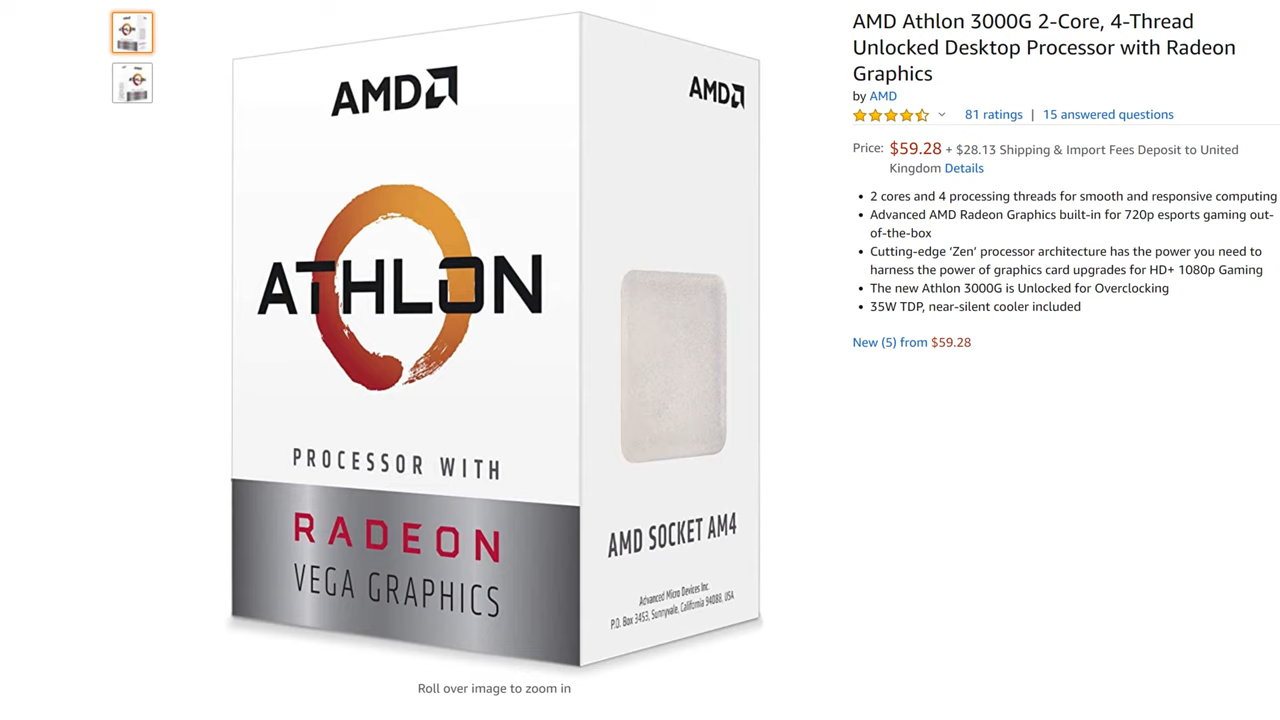 AMD
ATHLON
PROCESSOR WITH
RADEON
VEGA GRAPHICS
AMD
AMD SOCKET AM4
Advanced Micro Devices Inc.
P.O. Box 3453, Sunnyvale, California 94088, USA
Roll over image to zoom in
AMD Athlon 3000G 2-Core, 4-Thread
Unlocked Desktop Processor with Radeon
Graphics
by AMD
81 ratings | 15 answered questions
Price: $59.28 + $28.13 Shipping & Import Fees Deposit to United
Kingdom Details
• 2 cores and 4 processing threads for smooth and responsive computing
• Advanced AMD Radeon Graphics built-in for 720p esports gaming out-
of-the-box
• Cutting-edge ‘Zen’ processor architecture has the power you need to
harness the power of graphics card upgrades for HD+ 1080p Gaming
• The new Athlon 3000G is Unlocked for Overclocking
• 35W TDP, near-silent cooler included
New (5) from $59.28